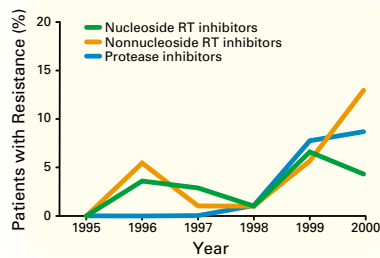 Patients with Resistance (%)
20
15
10
5
0
Nucleoside RT inhibitors
Nonnucleoside RT inhibitors
Protease inhibitors
1995 1996 1997 1998 1999 2000
Year